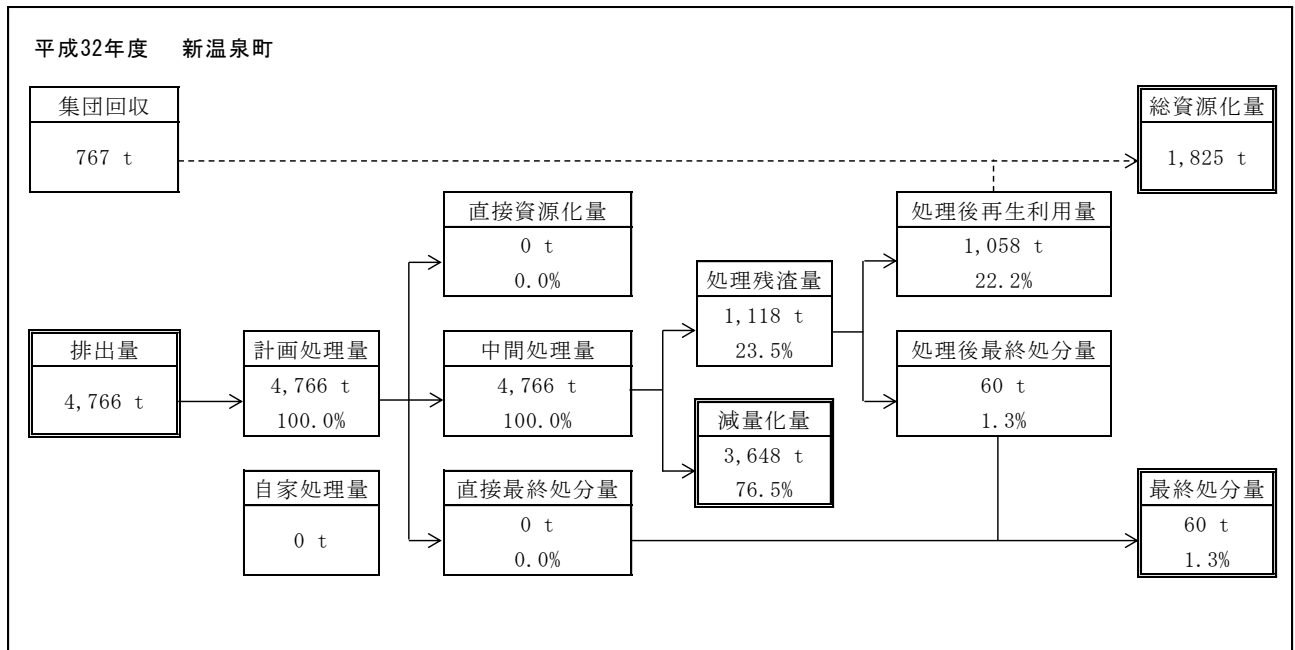 平成32年度　新温泉町
集団回収
767 t
総資源化量
1,825 t
直接資源化量
0 t
0.0%
処理後再生利用量
1,058 t
22.2%
処理残渣量
1,118 t
23.5%
排出量
4,766 t
計画処理量
4,766 t
100.0%
中間処理量
4,766 t
100.0%
処理後最終処分量
60 t
1.3%
減量化量
3,648 t
76.5%
自家処理量
0 t
直接最終処分量
0 t
0.0%
最終処分量
60 t
1.3%